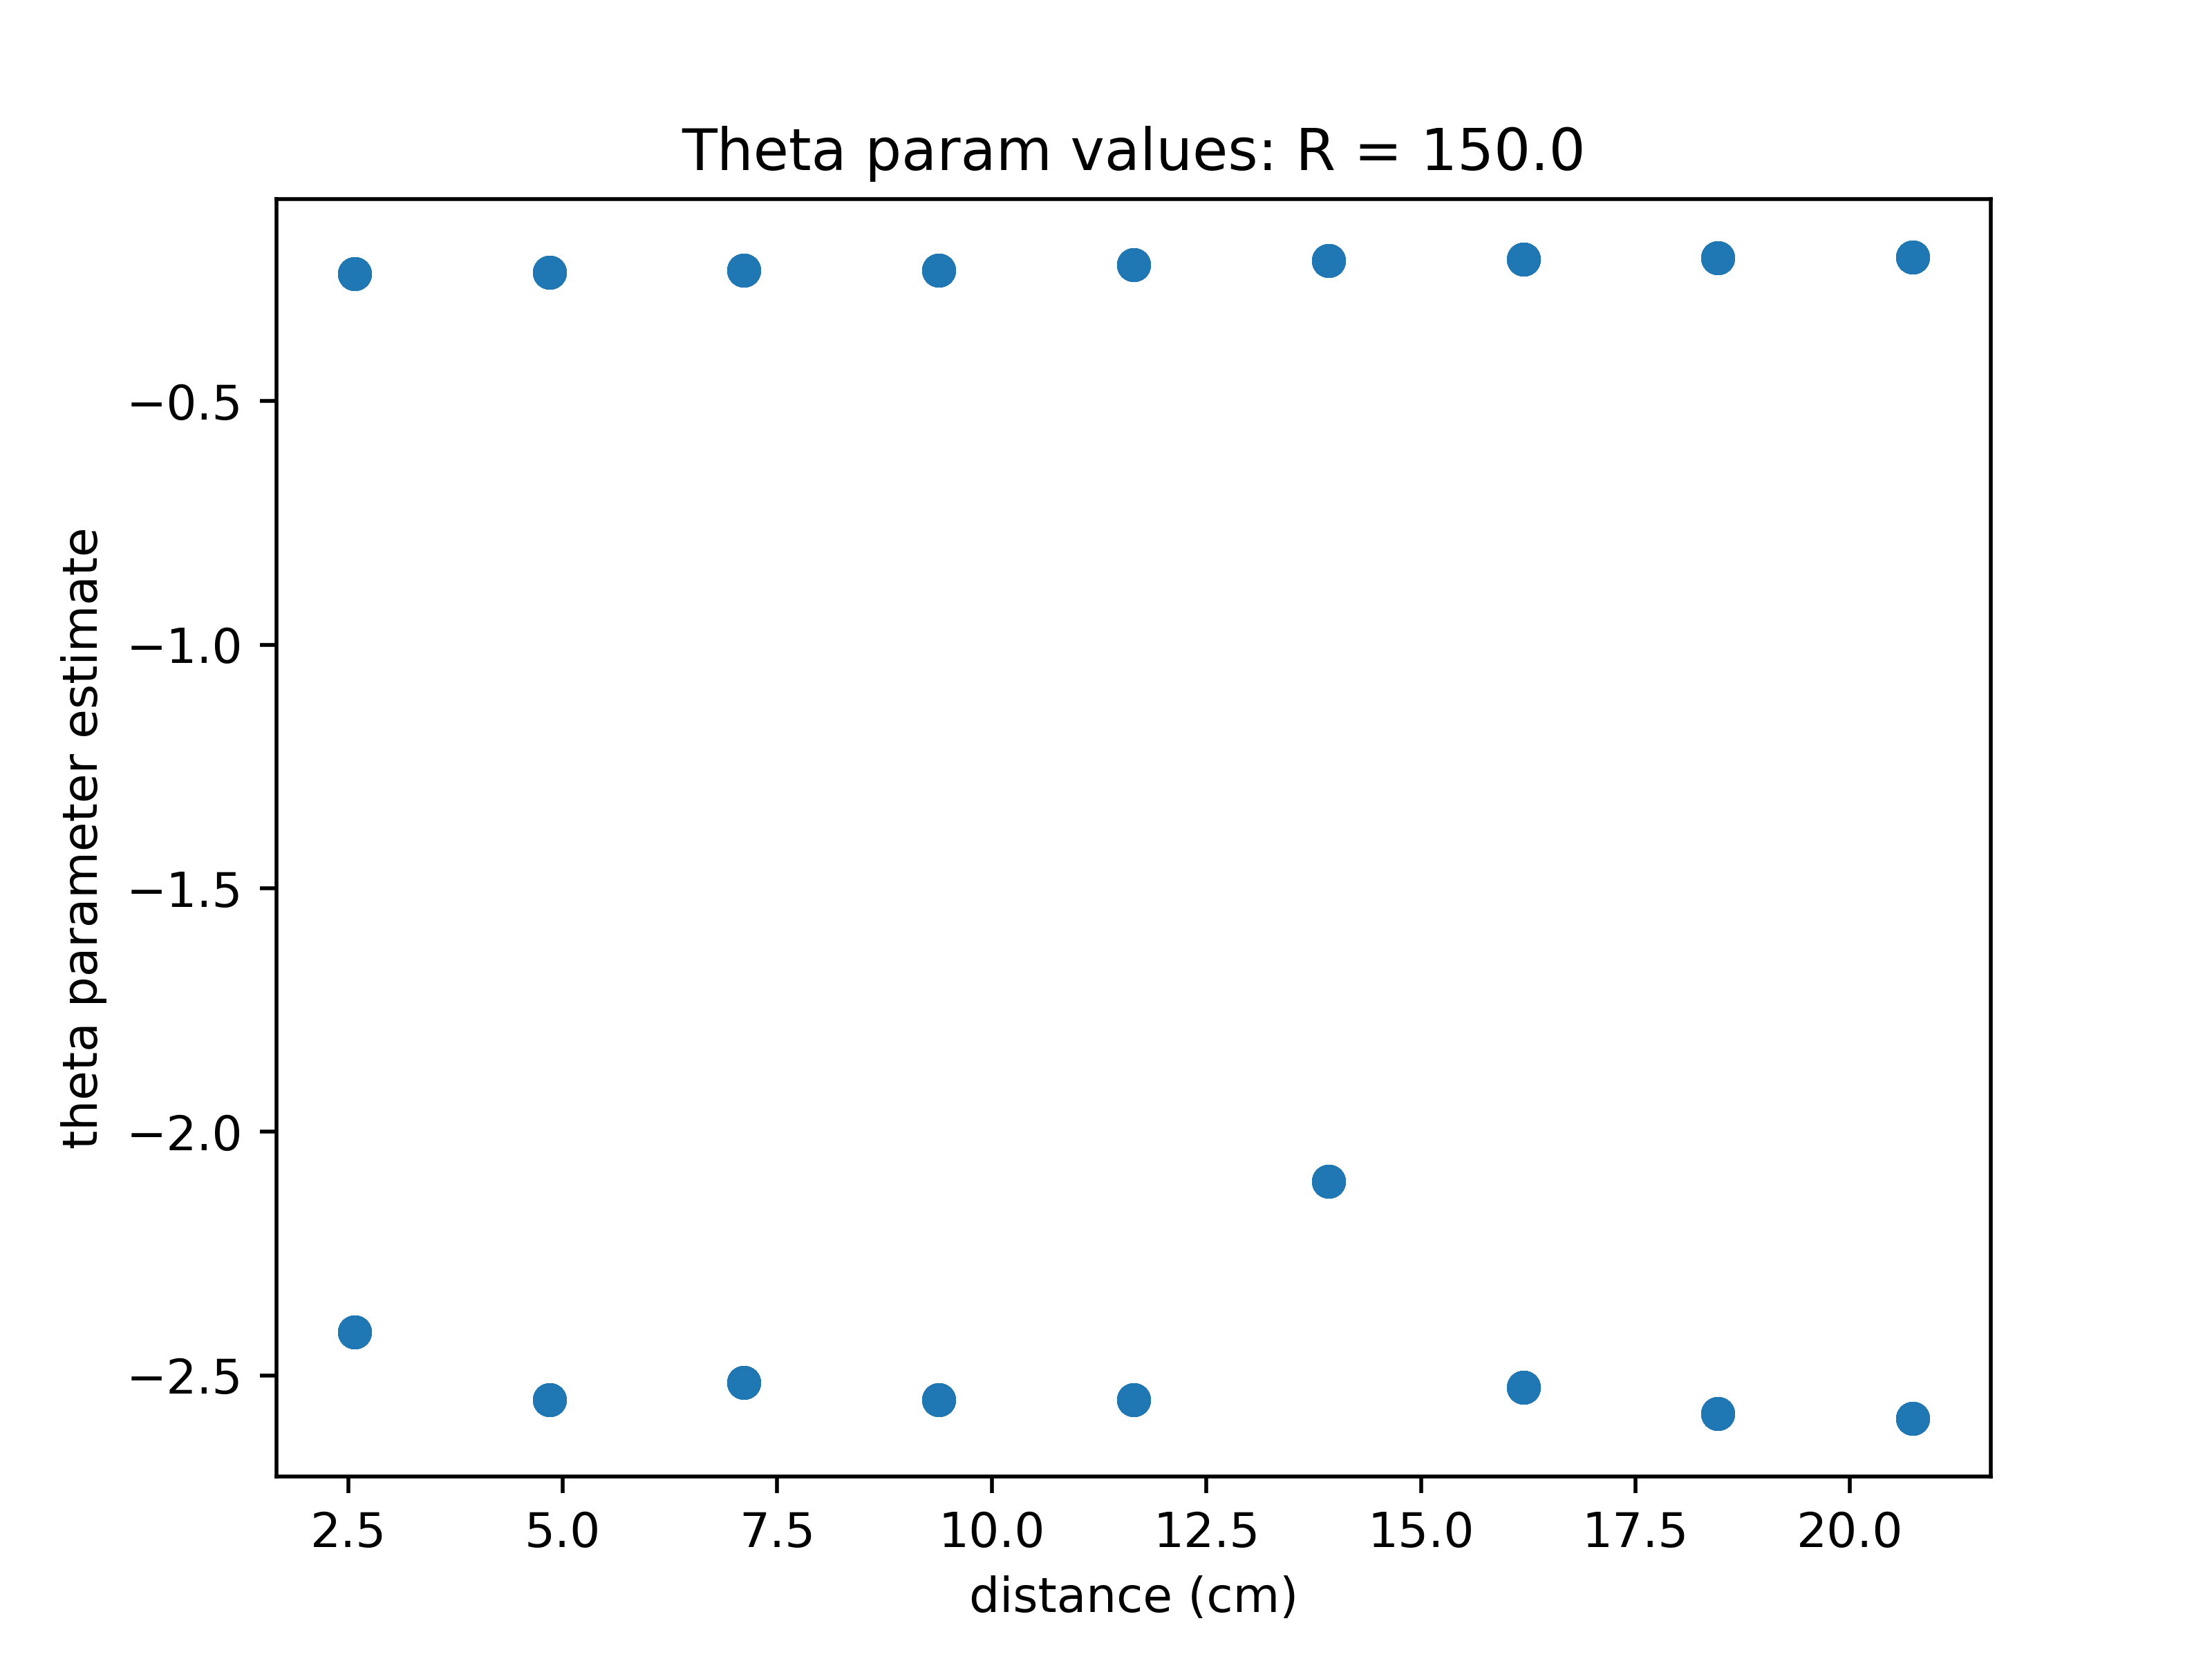 Theta param values: R = 150.0
theta parameter estimate
−0.5
−1.0
−1.5
−2.0
−2.5
2.5 5.0 7.5 10.0 12.5 15.0 17.5 20.0
distance (cm)